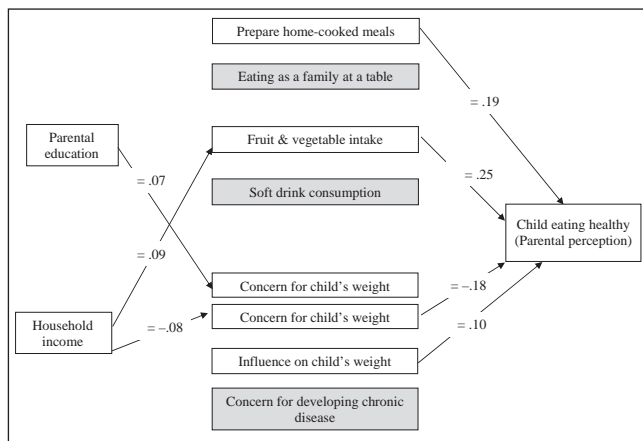 Prepare home-cooked meals
Eating as a family at a table
= .19
Parental
education
Fruit & vegetable intake
= .07
= .25
Soft drink consumption
Child eating healthy
(Parental perception)
= .09
Concern for child's weight
= –.18
Concern for child's weight
Household
income
= –.08
= .10
Influence on child's weight
Concern for developing chronic
disease